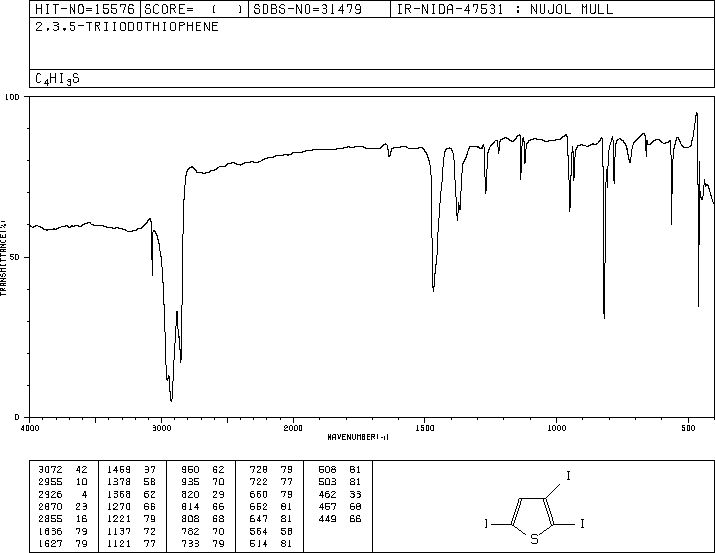 HIT-NO=15576 SCORE= ( ) SDBS-NO=31479 IR-NIDA-47531 : NUJOL MULL
2,3,5-TRIIODOTHIOPHENE
C4HI3S
100
50
0
TRANSMITTANCE(%)
4000 3000 2000 1500 1000 500
WAVENUMBER(-1)
3072 42 1469 37 950 62 728 79 508 81
2955 10 1378 58 935 70 722 77 503 81
2926 4 1368 62 820 29 660 79 462 33
2870 29 1270 66 814 66 652 81 457 68
2855 16 1221 79 808 68 647 81 449 66
1636 79 1137 72 782 70 564 58
1627 79 1121 77 733 79 514 81
I
I S I